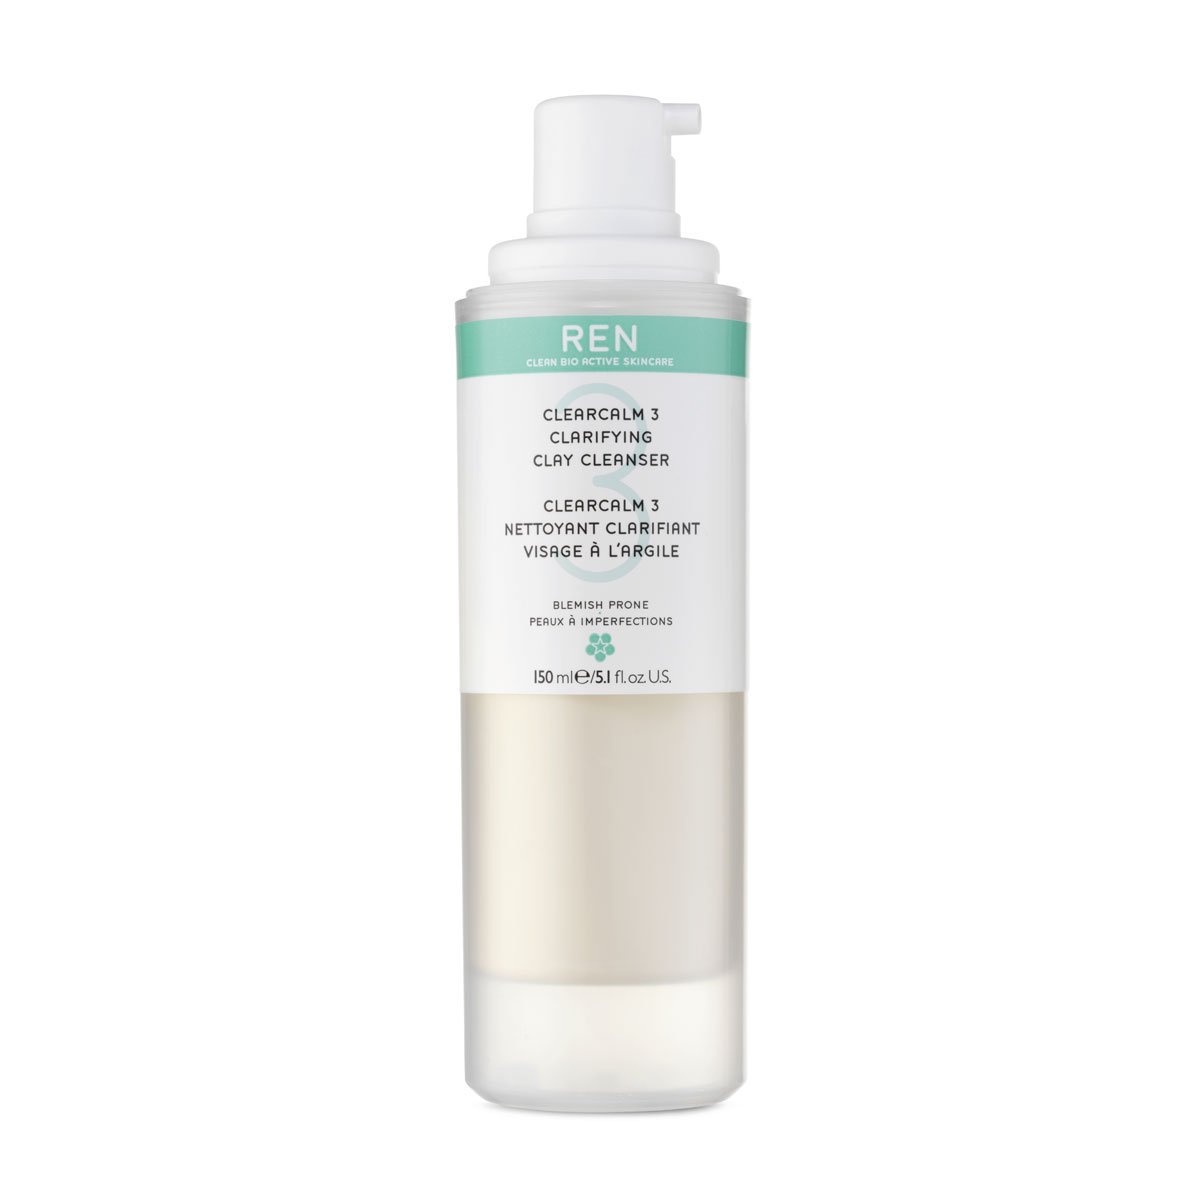 REN
CLEAN BIO ACTIVE SKINCARE
3
CLEARCALM 3
CLARIFYING
CLAY CLEANSER
CLEARCALM 3
NETTOYANT CLARIFIANT
VISAGE À L'ARGILE
BLEMISH PRONE
PEAUX À IMPERFECTIONS
150 ml℮/5.1 fl. oz. U.S.